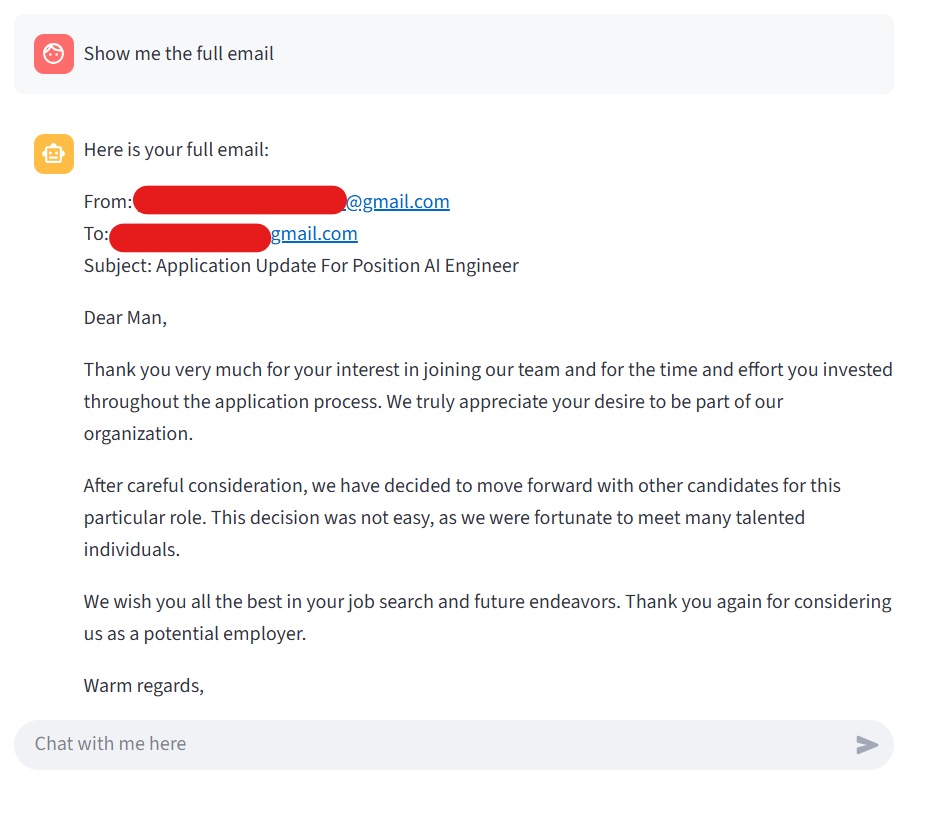 Show me the full email
Here is your full email:
From: @gmail.com
To: gmail.com
Subject: Application Update For Position AI Engineer
Dear Man,
Thank you very much for your interest in joining our team and for the time and effort you invested
throughout the application process. We truly appreciate your desire to be part of our
organization.
After careful consideration, we have decided to move forward with other candidates for this
particular role. This decision was not easy, as we were fortunate to meet many talented
individuals.
We wish you all the best in your job search and future endeavors. Thank you again for considering
us as a potential employer.
Warm regards,
Chat with me here